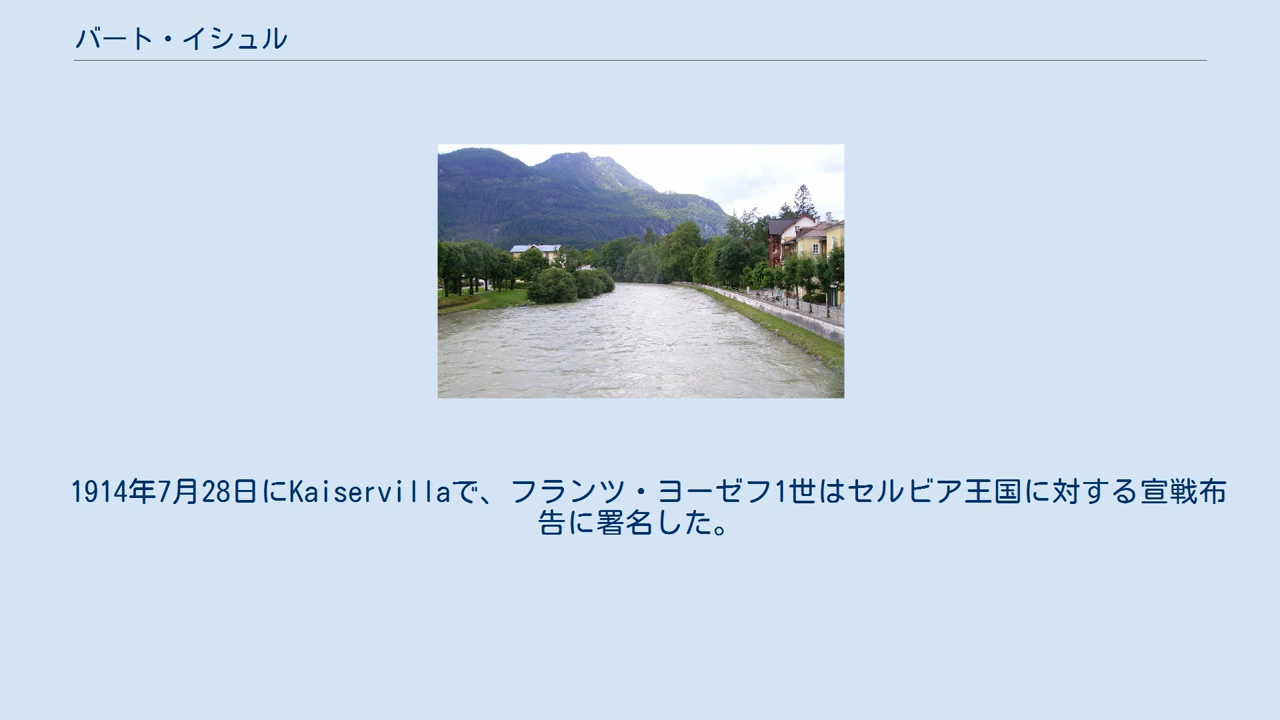 バート・イシュル
1914年7月28日にKaiservillaで、フランツ・ヨーゼフ1世はセルビア王国に対する宣戦布
告に署名した。